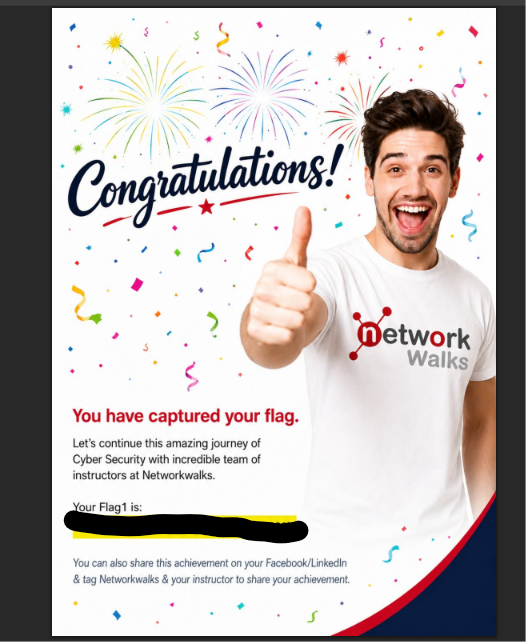 Congratulations!
network
Walks
You have captured your flag.
Let's continue this amazing journey of
Cyber Security with incredible team of
instructors at Networkwalks.
Your Flag1 is:
You can also share this achievement on your Facebook/LinkedIn
& tag Networkwalks & your instructor to share your achievement.